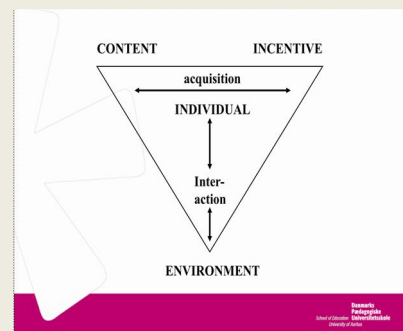 CONTENT INCENTIVE
acquisition
INDIVIDUAL
Inter-
action
ENVIRONMENT
Danmarks
Pædagogiske
School of Education Universitetsskole
University of Aarhus